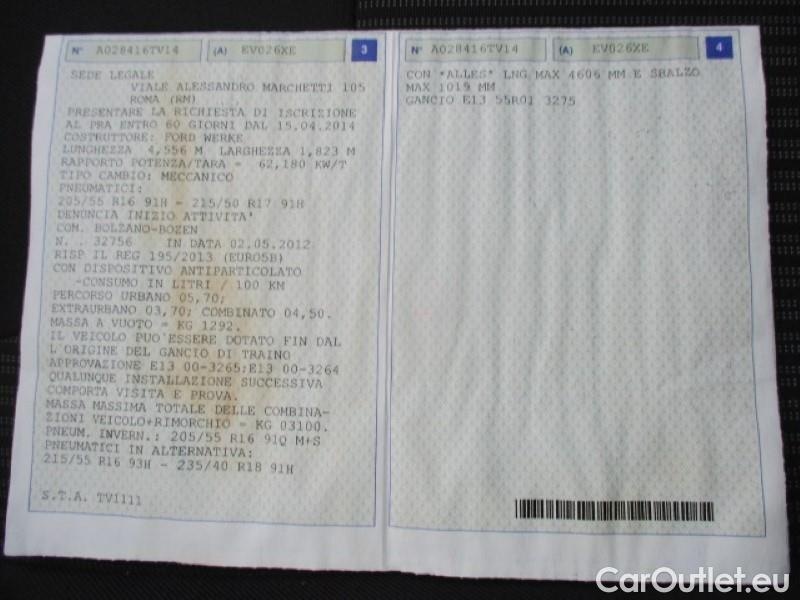 N° A028416TV14 (A) EV026XE 3
SEDE LEGALE
VIALE ALESSANDRO MARCHETTI 105
ROMA (RM)
PRESENTARE LA RICHIESTA DI ISCRIZIONE
AL PRA ENTRO 60 GIORNI DAL 15.04.2014
COSTRUTTORE: FORD WERKE
LUNGHEZZA 4,556 M LARGHEZZA 1,823 M
RAPPORTO POTENZA/TARA = 62,180 KW/T
TIPO CAMBIO: MECCANICO
PNEUMATICI:
205/55 R16 91H - 215/50 R17 91H
DENUNCIA INIZIO ATTIVITA'
COM. BOLZANO-BOZEN
N. . 32756 IN DATA 02.05.2012
RISP IL REG 195/2013 (EURO5B)
CON DISPOSITIVO ANTIPARTICOLATO
-CONSUMO IN LITRI / 100 KM
PERCORSO URBANO 05,70;
EXTRAURBANO 03,70; COMBINATO 04,50.
MASSA A VUOTO = KG 1292.
IL VEICOLO PUO'ESSERE DOTATO FIN DAL
L'ORIGINE DEL GANCIO DI TRAINO
APPROVAZIONE E13 00-3265;E13 00-3264
QUALUNQUE INSTALLAZIONE SUCCESSIVA
COMPORTA VISITA E PROVA.
MASSA MASSIMA TOTALE DELLE COMBINA-
ZIONI VEICOLO+RIMORCHIO = KG 03100.
PNEUM. INVERN.: 205/55 R16 91Q M+S
PNEUMATICI IN ALTERNATIVA:
215/55 R16 93H - 235/40 R18 91H
S.T.A. TV1111
N° A028416TV14 (A) EV026XE 4
CON *ALLES* LNG MAX 4606 MM E SBALZO
MAX 1019 MM
GANCIO E13 55R01 3275
CarOutlet.eu